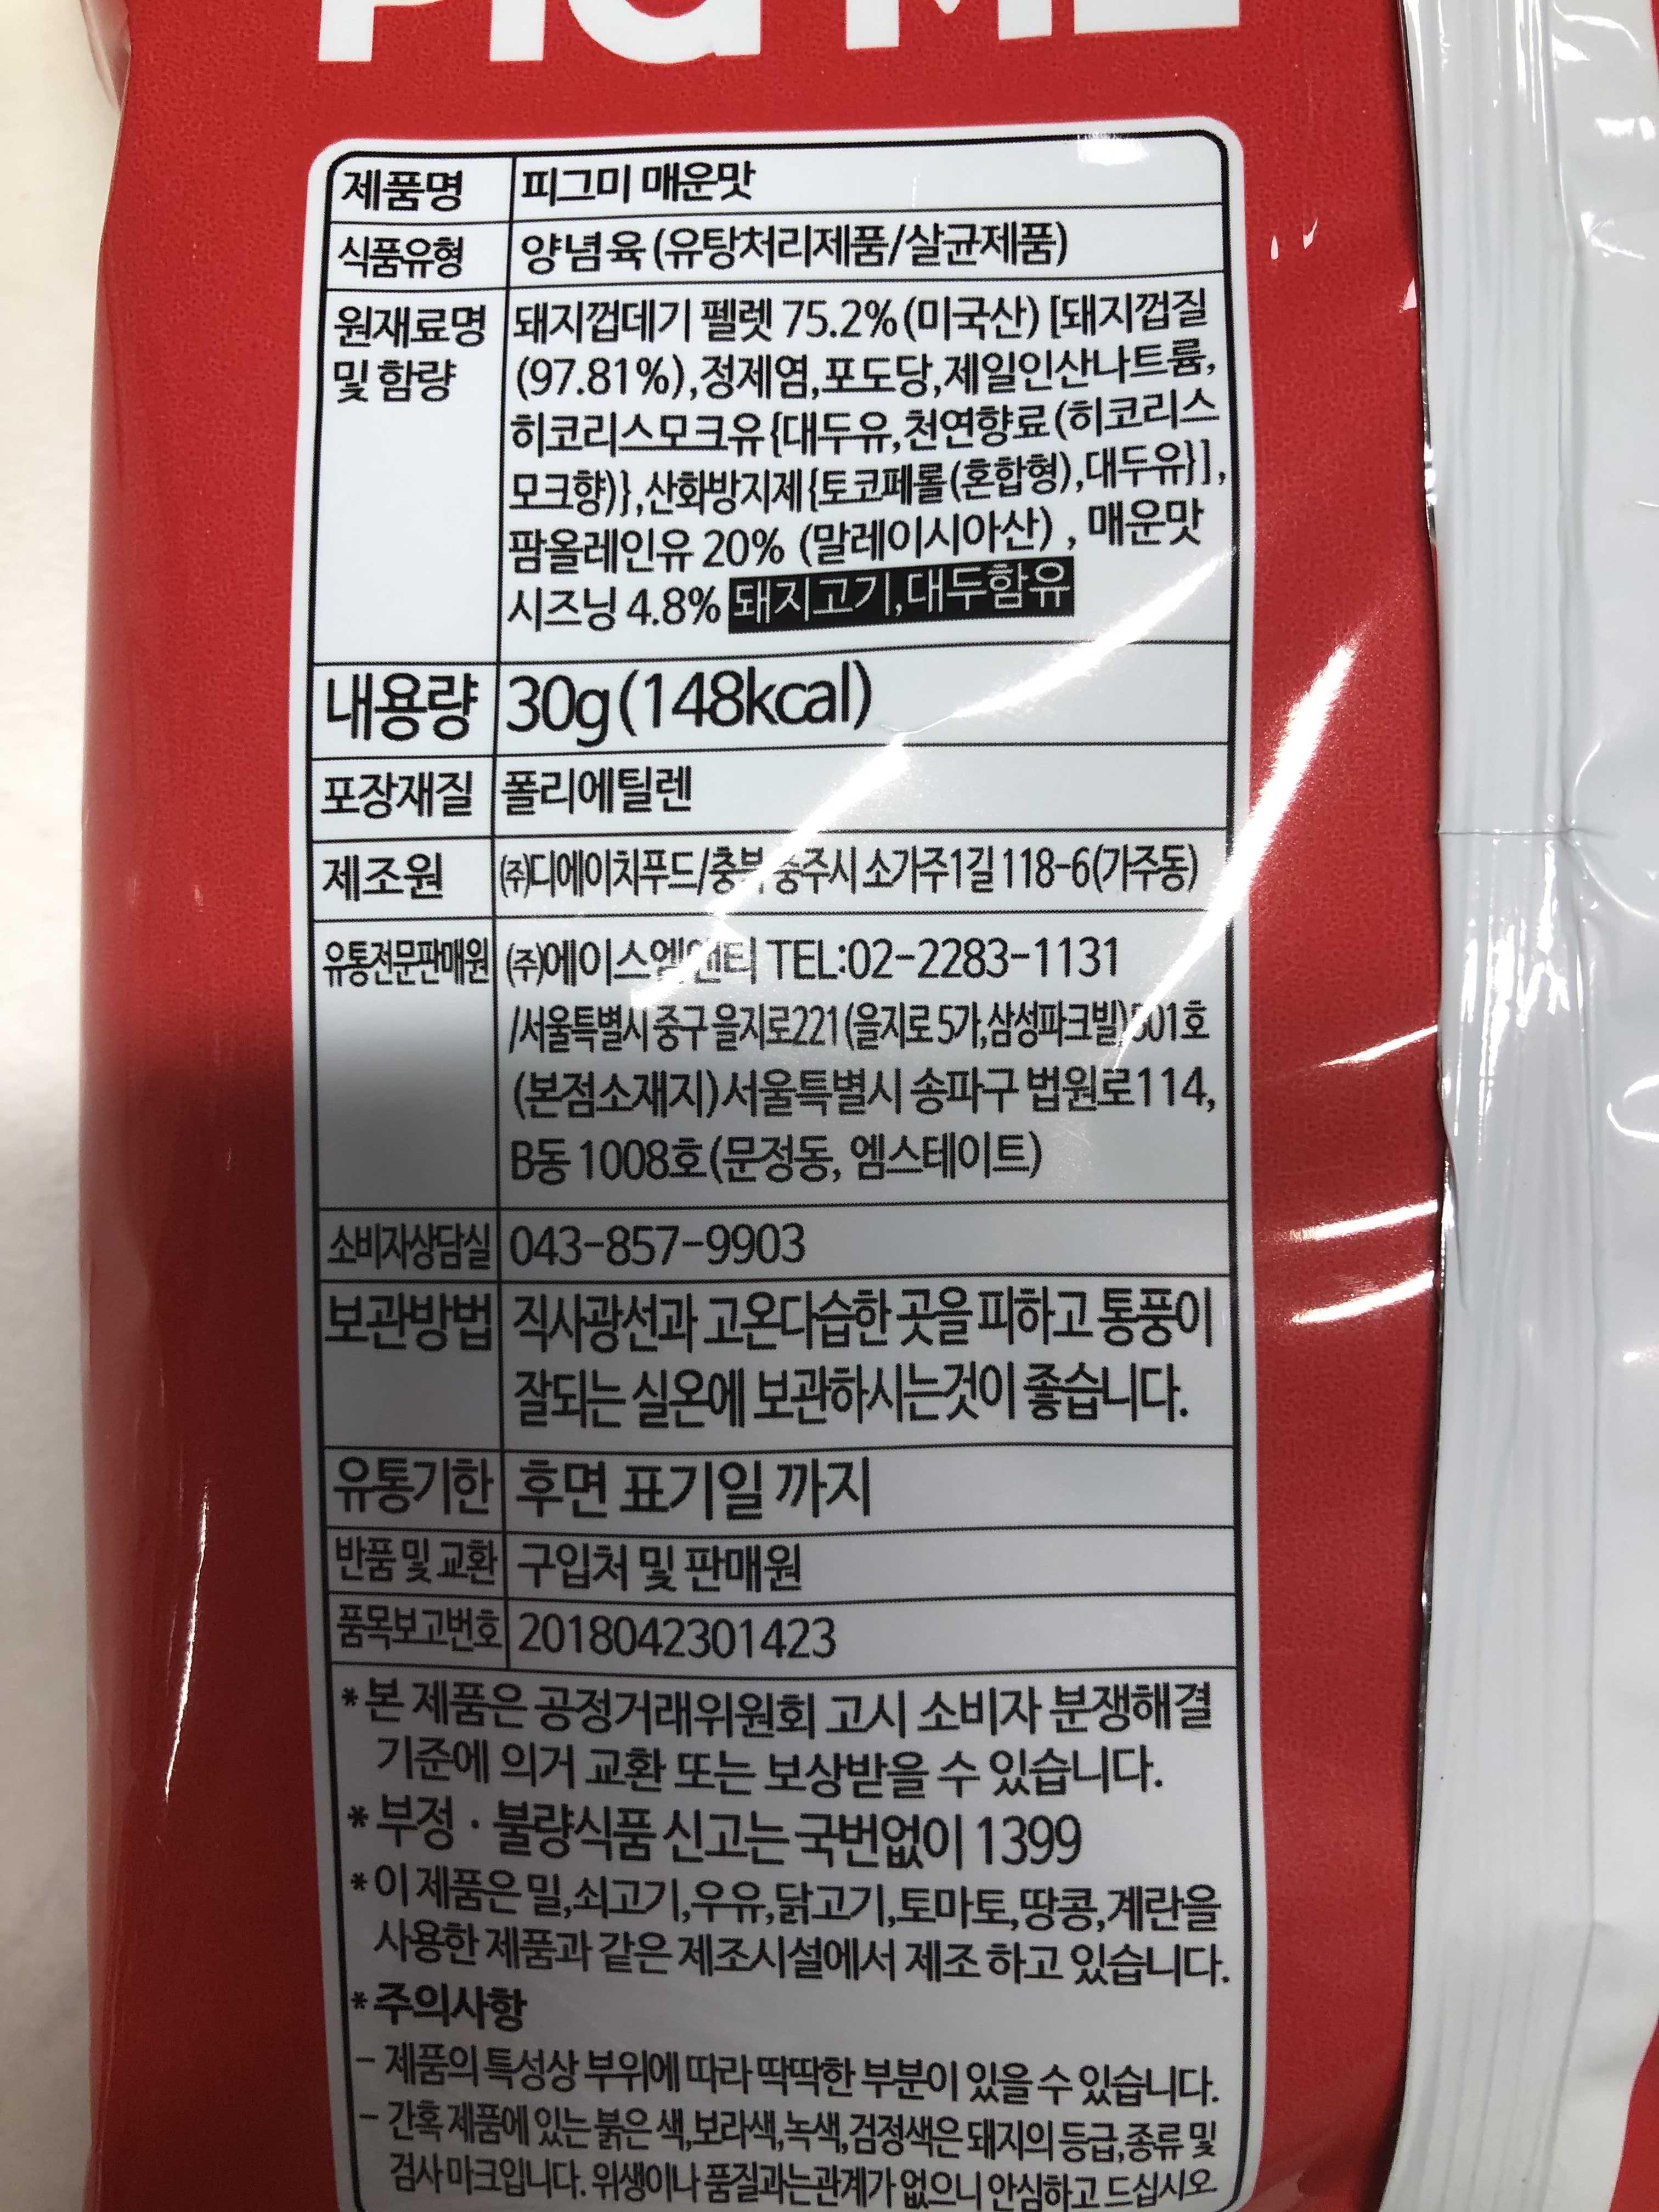 PIG ME
제품명 피그미 매운맛
식품유형 양념육 (유탕처리제품/살균제품)
원재료명 돼지껍데기 펠렛 75.2% (미국산) [돼지껍질
및 함량 (97.81%), 정제염, 포도당, 제일인산나트륨,
히코리스모크유{대두유, 천연향료(히코리스
모크향)}, 산화방지제{토코페롤(혼합형), 대두유}],
팜올레인유 20% (말레이시아산) , 매운맛
시즈닝 4.8% 돼지고기,대두함유
내용량 30g(148kcal)
포장재질 폴리에틸렌
제조원 ㈜디에이치푸드/충북 충주시 소가주1길 118-6(가주동)
유통전문판매원 ㈜에이스엠앤티 TEL:02-2283-1131
/서울특별시 중구 을지로221 (을지로5가,삼성파크빌)
(본점소재지)서울특별시 송파구 법원로114,
B동 1008호(문정동, 엠스테이트)
소비자상담실 043-857-9903
보관방법 직사광선과 고온다습한 곳을 피하고 통풍이
잘되는 실온에 보관하시는것이 좋습니다.
유통기한 후면 표기일 까지
반품 및 교환 구입처 및 판매원
품목보고번호 2018042301423
*본 제품은 공정거래위원회 고시 소비자 분쟁해결
기준에 의거 교환 또는 보상받을 수 있습니다.
*부정·불량식품 신고는 국번없이 1399
*이 제품은 밀,쇠고기,우유,닭고기,토마토,땅콩,계란을
사용한 제품과 같은 제조시설에서 제조 하고 있습니다.
*주의사항
- 제품의 특성상 부위에 따라 딱딱한 부분이 있을 수 있습니다.
- 간혹 제품에 있는 붉은 색,보라색,녹색,검정색은 돼지의 등급,종류 및
검사 마크입니다. 위생이나 품질과는 관계가 없으니 안심하고 드십시오